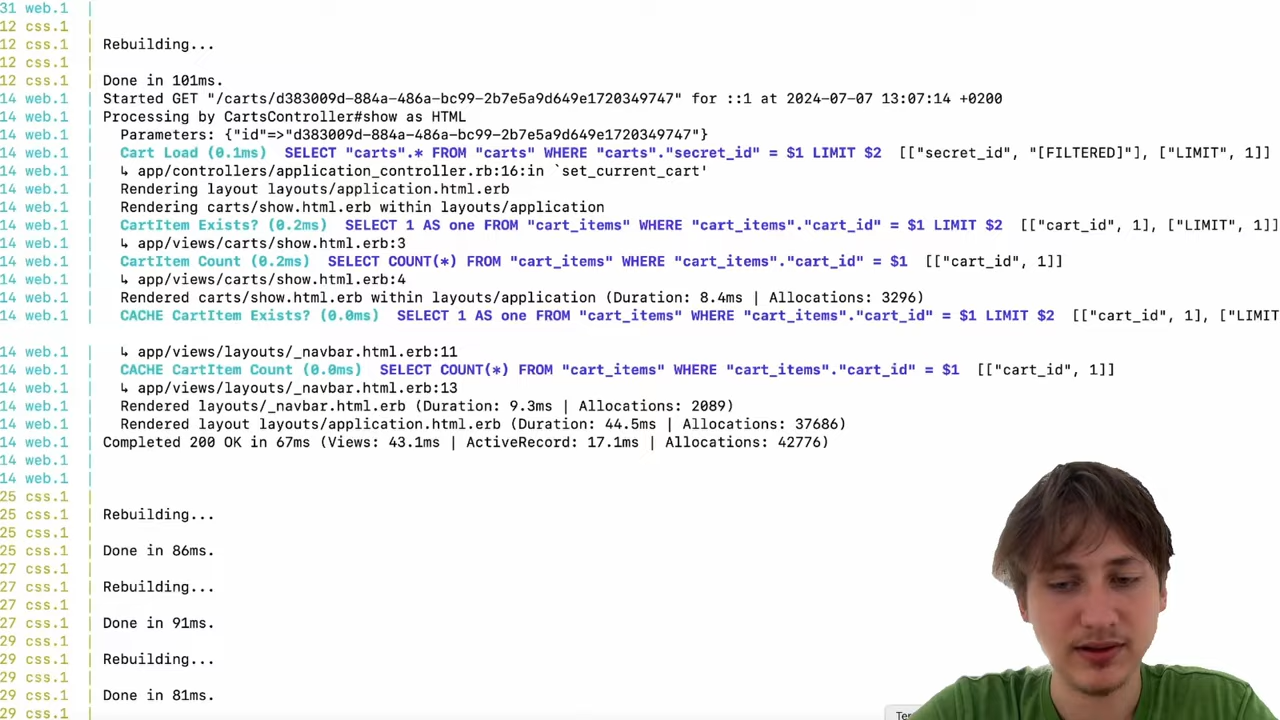 31 web.1 |
12 css.1 |
12 css.1 | Rebuilding...
12 css.1 |
12 css.1 | Done in 101ms.
14 web.1 | Started GET "/carts/d383009d-884a-486a-bc99-2b7e5a9d649e1720349747" for ::1 at 2024-07-07 13:07:14 +0200
14 web.1 | Processing by CartsController#show as HTML
14 web.1 | Parameters: {"id"=>"d383009d-884a-486a-bc99-2b7e5a9d649e1720349747"}
14 web.1 | Cart Load (0.1ms) SELECT "carts".* FROM "carts" WHERE "carts"."secret_id" = $1 LIMIT $2 [["secret_id", "[FILTERED]"], ["LIMIT", 1]]
14 web.1 | ↳ app/controllers/application_controller.rb:16:in `set_current_cart'
14 web.1 | Rendering layout layouts/application.html.erb
14 web.1 | Rendering carts/show.html.erb within layouts/application
14 web.1 | CartItem Exists? (0.2ms) SELECT 1 AS one FROM "cart_items" WHERE "cart_items"."cart_id" = $1 LIMIT $2 [["cart_id", 1], ["LIMIT", 1]]
14 web.1 | ↳ app/views/carts/show.html.erb:3
14 web.1 | CartItem Count (0.2ms) SELECT COUNT(*) FROM "cart_items" WHERE "cart_items"."cart_id" = $1 [["cart_id", 1]]
14 web.1 | ↳ app/views/carts/show.html.erb:4
14 web.1 | Rendered carts/show.html.erb within layouts/application (Duration: 8.4ms | Allocations: 3296)
14 web.1 | CACHE CartItem Exists? (0.0ms) SELECT 1 AS one FROM "cart_items" WHERE "cart_items"."cart_id" = $1 LIMIT $2 [["cart_id", 1], ["LIMIT
14 web.1 | ↳ app/views/layouts/_navbar.html.erb:11
14 web.1 | CACHE CartItem Count (0.0ms) SELECT COUNT(*) FROM "cart_items" WHERE "cart_items"."cart_id" = $1 [["cart_id", 1]]
14 web.1 | ↳ app/views/layouts/_navbar.html.erb:13
14 web.1 | Rendered layouts/_navbar.html.erb (Duration: 9.3ms | Allocations: 2089)
14 web.1 | Rendered layout layouts/application.html.erb (Duration: 44.5ms | Allocations: 37686)
14 web.1 | Completed 200 OK in 67ms (Views: 43.1ms | ActiveRecord: 17.1ms | Allocations: 42776)
14 web.1 |
14 web.1 |
25 css.1 |
25 css.1 | Rebuilding...
25 css.1 |
25 css.1 | Done in 86ms.
27 css.1 |
27 css.1 | Rebuilding...
27 css.1 |
27 css.1 | Done in 91ms.
29 css.1 |
29 css.1 | Rebuilding...
29 css.1 |
29 css.1 | Done in 81ms.
29 css.1 |